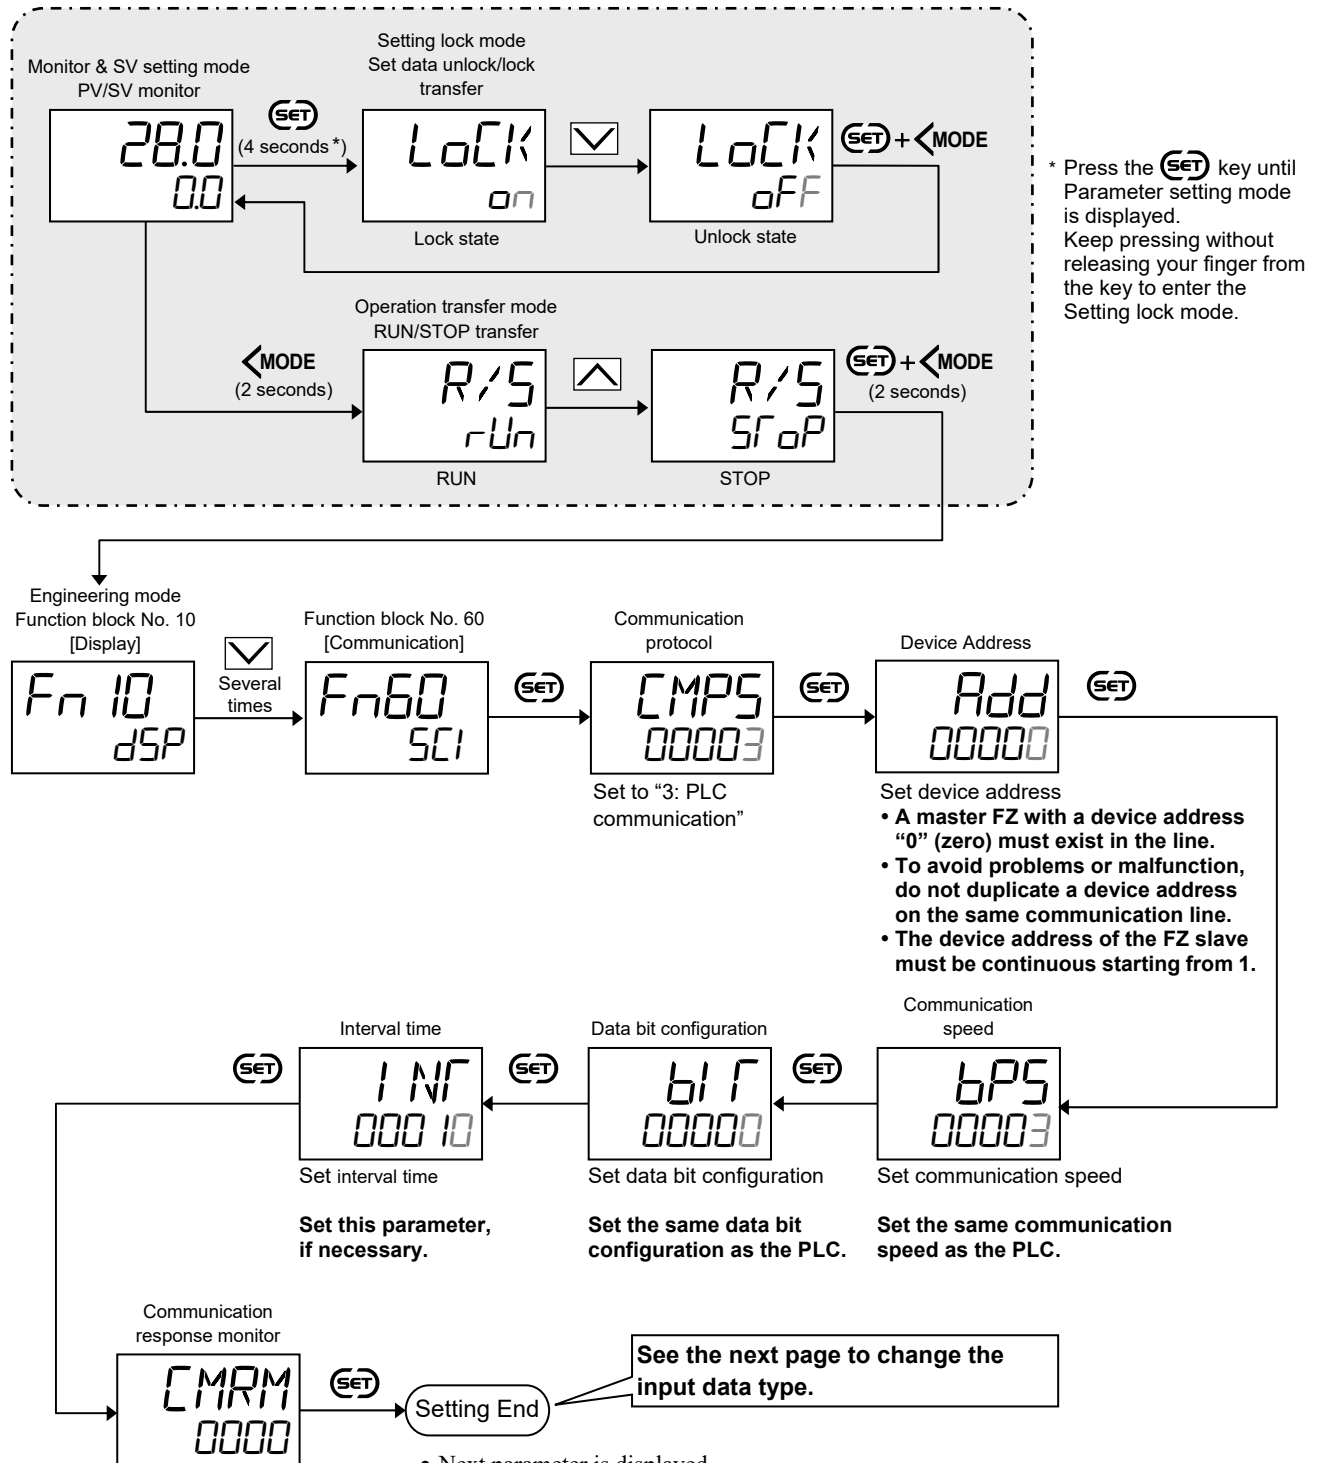 Monitor & SV setting mode
PV/SV monitor
28.0
0.0
SET
(4 seconds*)
Setting lock mode
Set data unlock/lock
transfer
LoCK
on
Lock state
LoCK
oFF
Unlock state
SET + <MODE
* Press the SET key until
Parameter setting mode
is displayed.
Keep pressing without
releasing your finger from
the key to enter the
Setting lock mode.
<MODE
(2 seconds)
Operation transfer mode
RUN/STOP transfer
R/S
rUn
RUN
R/S
SToP
STOP
SET + <MODE
(2 seconds)
Engineering mode
Function block No. 10
[Display]
Fn10
dSP
Several
times
Function block No. 60
[Communication]
Fn60
SCI
SET
Communication
protocol
CMPS
00003
Set to “3: PLC
communication”
SET
Device Address
Add
00000
SET
Set device address
• A master FZ with a device address
“0” (zero) must exist in the line.
• To avoid problems or malfunction,
do not duplicate a device address
on the same communication line.
• The device address of the FZ slave
must be continuous starting from 1.
Communication
speed
bPS
00003
Set communication speed
Set the same communication
speed as the PLC.
SET
Data bit configuration
bIT
00000
Set data bit configuration
Set the same data bit
configuration as the PLC.
SET
Interval time
INT
00010
Set interval time
Set this parameter,
if necessary.
SET
Communication
response monitor
CMRM
0000
SET
Setting End
See the next page to change the
input data type.
• Next parameter is displayed